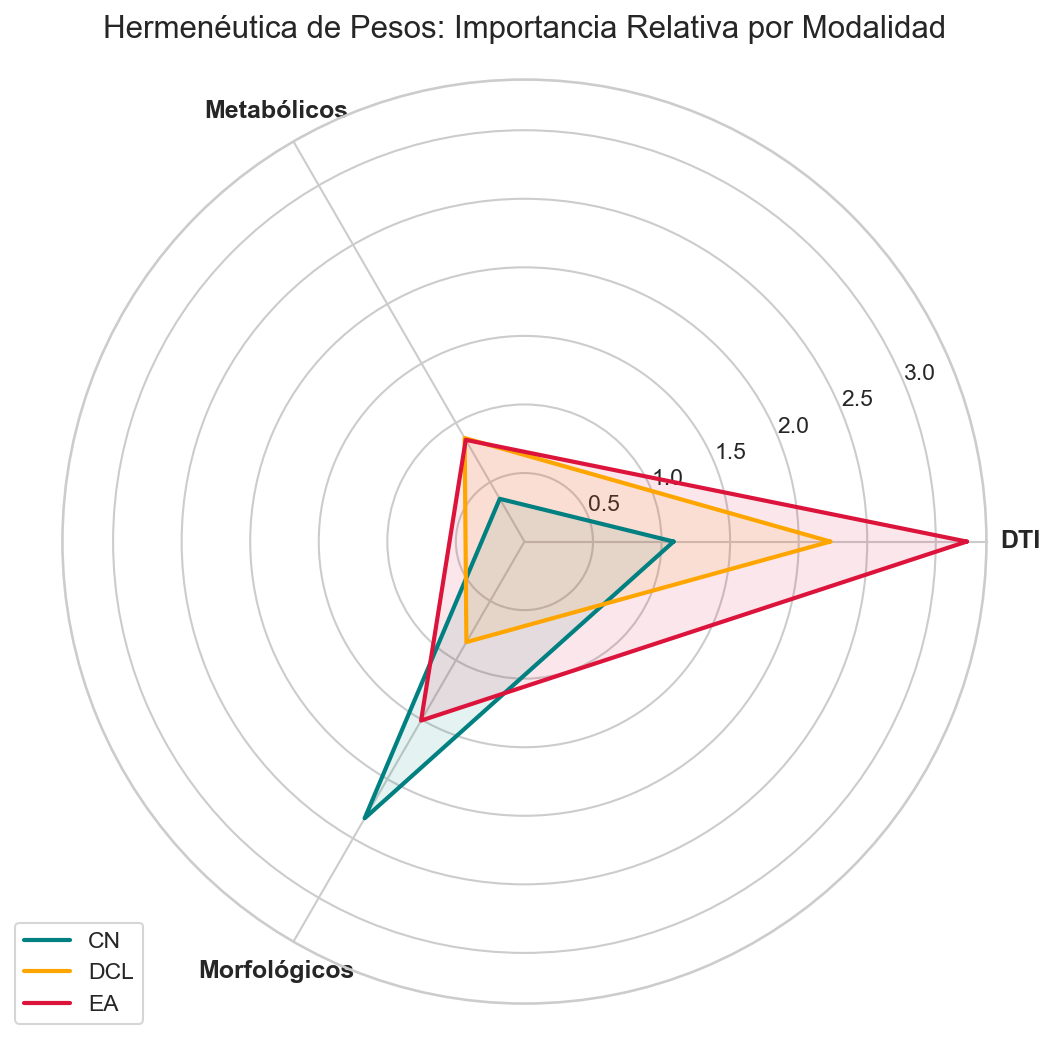 Hermenéutica de Pesos: Importancia Relativa por Modalidad
Metabólicos
3.0
2.5
2.0
1.5
1.0
0.5
DTI
Morfológicos
CN
DCL
EA